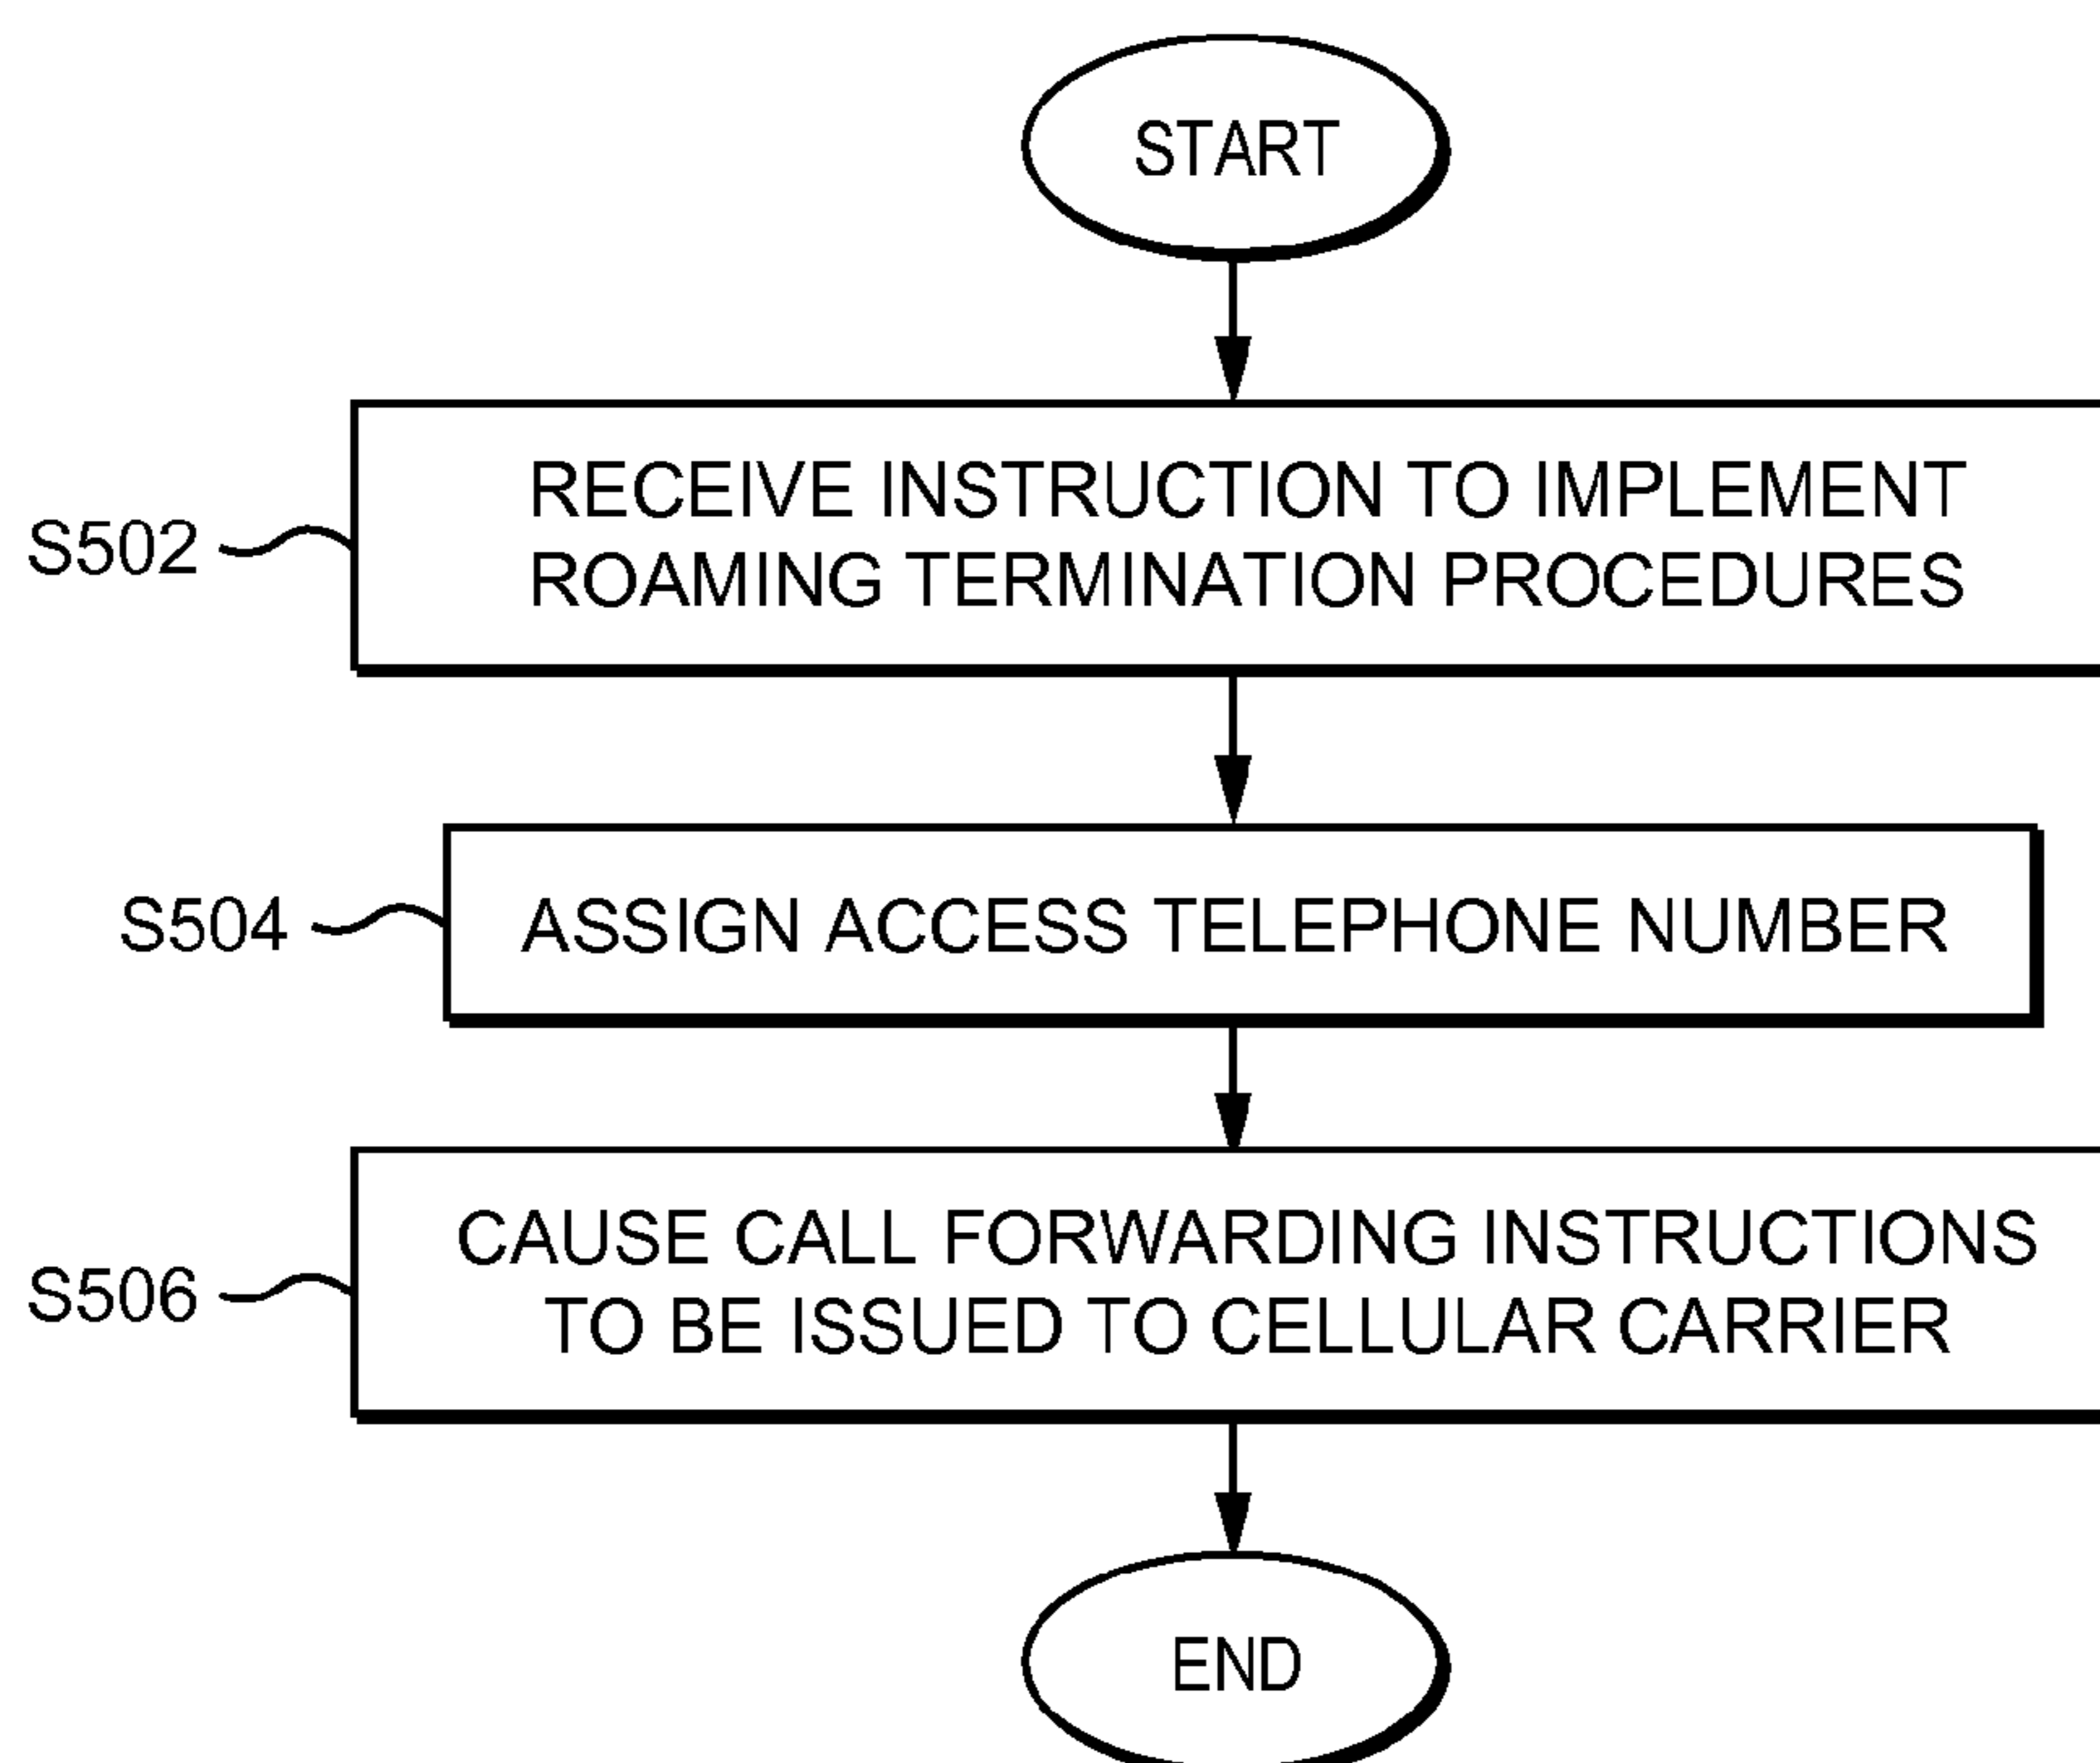 START
S502
RECEIVE INSTRUCTION TO IMPLEMENT
ROAMING TERMINATION PROCEDURES
S504
ASSIGN ACCESS TELEPHONE NUMBER
S506
CAUSE CALL FORWARDING INSTRUCTIONS
TO BE ISSUED TO CELLULAR CARRIER
END